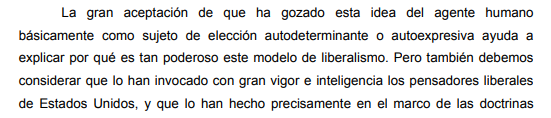 La gran aceptación de que ha gozado esta idea del agente humano
básicamente como sujeto de elección autodeterminante o autoexpresiva ayuda a
explicar por qué es tan poderoso este modelo de liberalismo. Pero también debemos
considerar que lo han invocado con gran vigor e inteligencia los pensadores liberales
de Estados Unidos, y que lo han hecho precisamente en el marco de las doctrinas